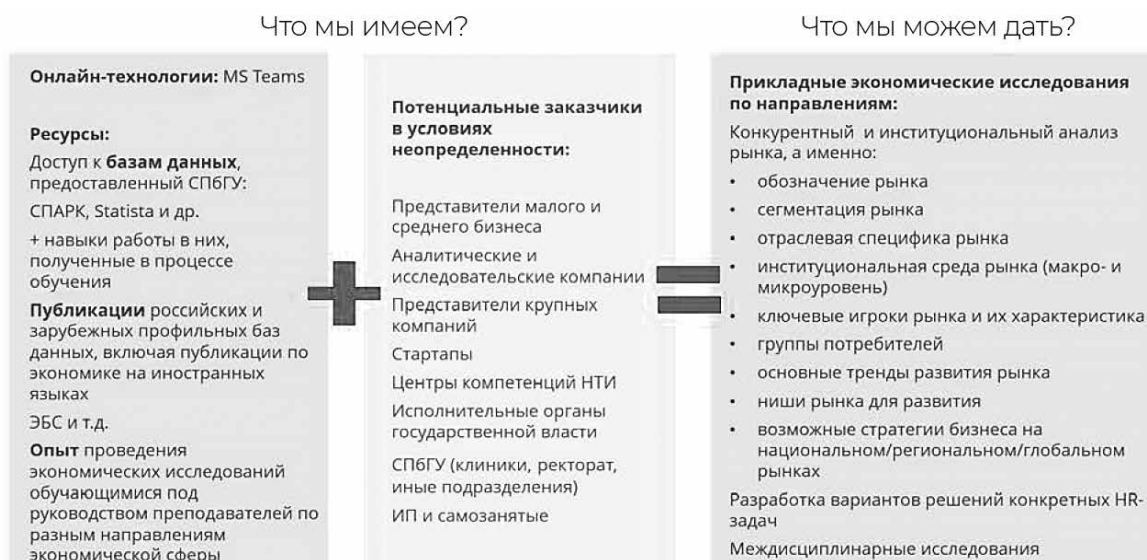 Что мы имеем?
Что мы можем дать?
Онлайн-технологии: MS Teams
Ресурсы:
Доступ к базам данных,
предоставленный СПбГУ:
СПАРК, Statista и др.
+ навыки работы в них,
полученные в процессе
обучения
Публикации российских и
зарубежных профильных баз
данных, включая публикации по
экономике на иностранных
языках
ЭБС и т.д.
Опыт проведения
экономических исследований
обучающимися под
руководством преподавателей по
разным направлениям
экономической сферы
Потенциальные заказчики
в условиях
неопределенности:
Представители малого и
среднего бизнеса
Аналитические и
исследовательские компании
Представители крупных
компаний
Стартапы
Центры компетенций НТИ
Исполнительные органы
государственной власти
СПбГУ (клиники, ректорат,
иные подразделения)
ИП и самозанятые
Прикладные экономические исследования
по направлениям:
Конкурентный и институциональный анализ
рынка, а именно:
• обозначение рынка
• сегментация рынка
• отраслевая специфика рынка
• институциональная среда рынка (макро- и
микроуровень)
• ключевые игроки рынка и их характеристика
• группы потребителей
• основные тренды развития рынка
• ниши рынка для развития
• возможные стратегии бизнеса на
национальном/региональном/глобальном
рынках
Разработка вариантов решений конкретных HR-
задач
Междисциплинарные исследования